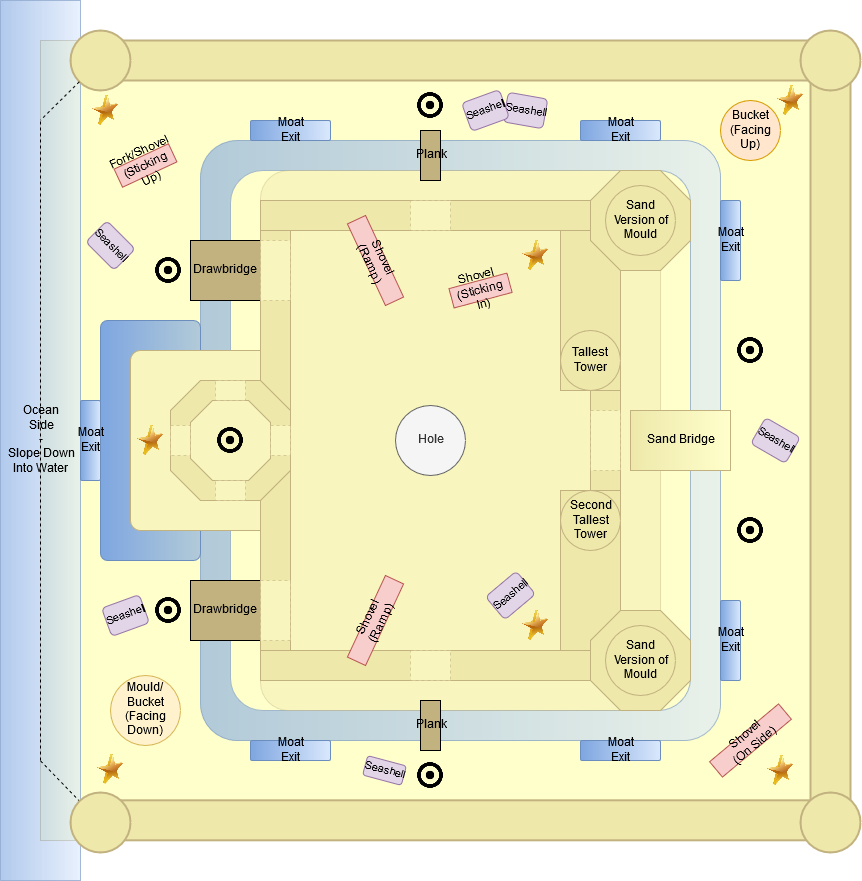 Moat
Exit
Plank
Seashell
Seashell
Moat
Exit
Bucket
(Facing
Up)
Fork/Shovel
(Sticking
Up)
Seashell
Drawbridge
Shovel
(Ramp)
Shovel
(Sticking
In)
Sand
Version of
Mould
Moat
Exit
Tallest
Tower
Ocean
Side
-
Slope Down
Into Water
Moat
Exit
Hole
Sand Bridge
Seashell
Second
Tallest
Tower
Drawbridge
Seashell
Shovel
(Ramp)
Seashell
Sand
Version of
Mould
Moat
Exit
Mould/
Bucket
(Facing
Down)
Moat
Exit
Plank
Seashell
Moat
Exit
Shovel
(On Side)